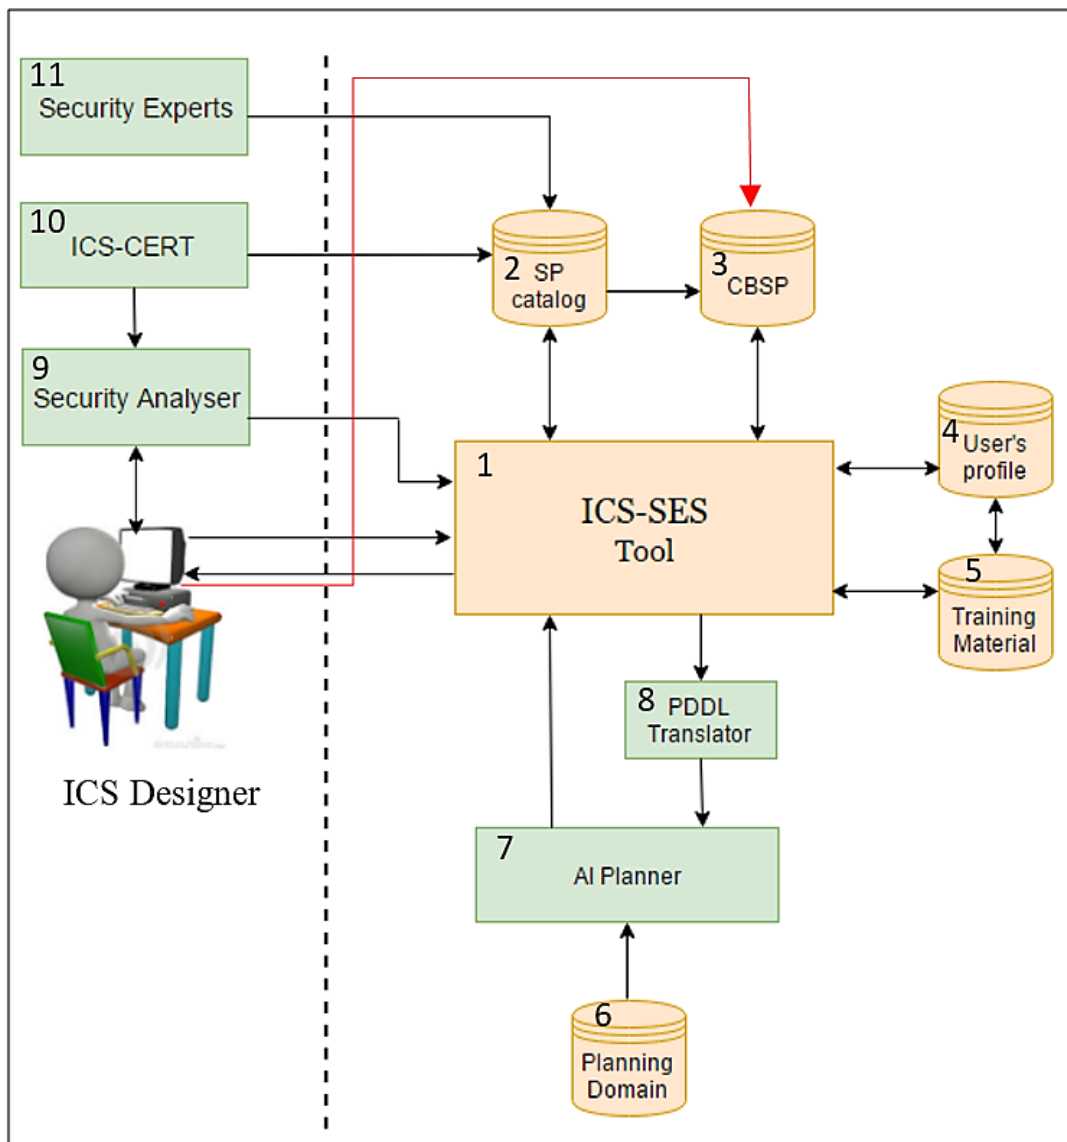 11
Security Experts
10
ICS-CERT
2
SP
catalog
3
CBSP
9
Security Analyser
4
User's
profile
1
ICS-SES
Tool
5
Training
Material
8
PDDL
Translator
ICS Designer
7
AI Planner
6
Planning
Domain